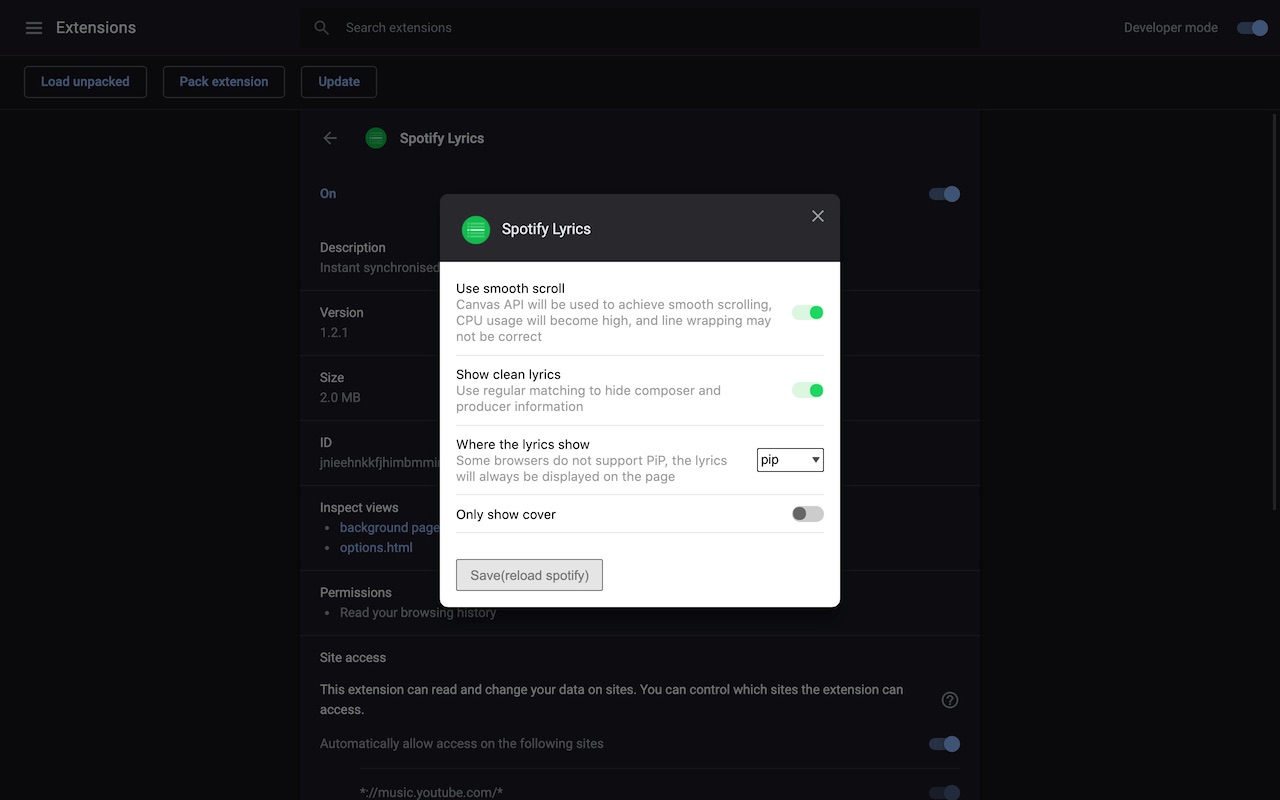 Extensions
Search extensions
Developer mode
Load unpacked
Pack extension
Update
Spotify Lyrics
On
Description
Instant synchronised
Version
1.2.1
Size
2.0 MB
ID
Inspect views
background page
options.html
Permissions
Read your browsing history
Site access
This extension can read and change your data on sites. You can control which sites the extension can
access.
Automatically allow access on the following sites
*://music.youtube.com/*
Spotify Lyrics
Use smooth scroll
Canvas API will be used to achieve smooth scrolling,
CPU usage will become high, and line wrapping may
not be correct
Show clean lyrics
Use regular matching to hide composer and
producer information
Where the lyrics show
Some browsers do not support PiP, the lyrics
will always be displayed on the page
pip
Only show cover
Save(reload spotify)